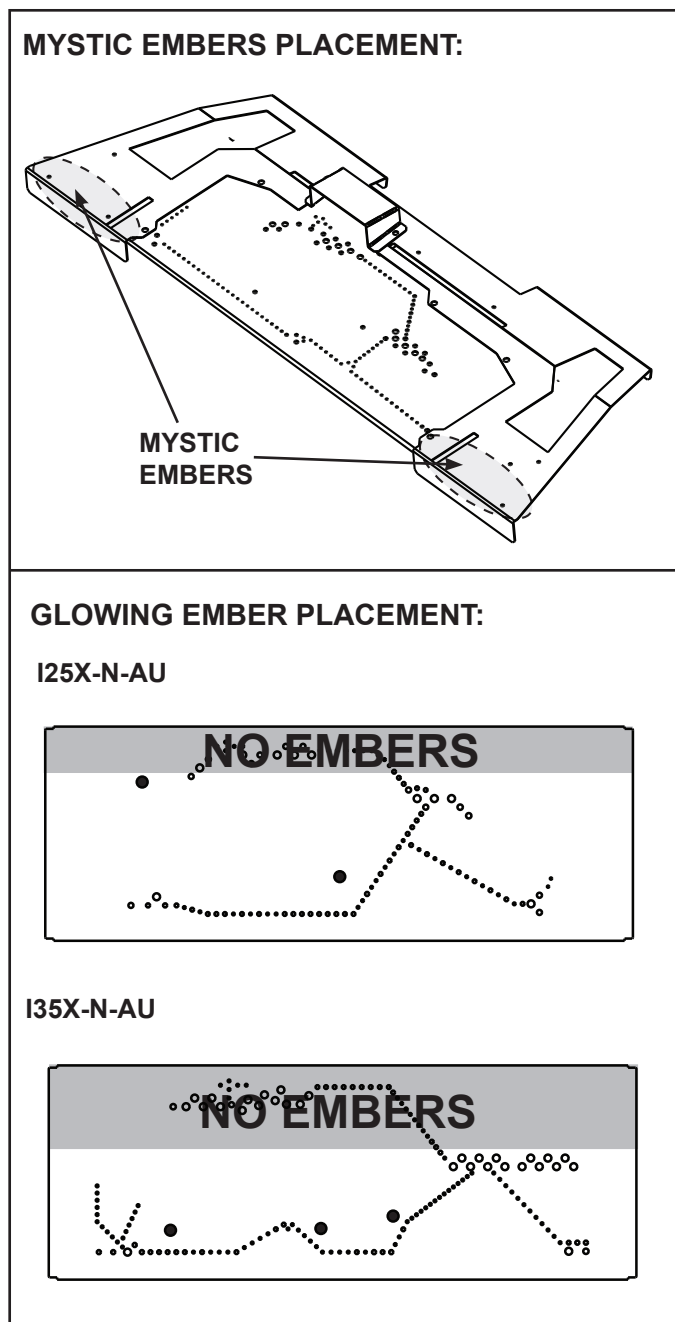 MYSTIC EMBERS PLACEMENT:
MYSTIC
EMBERS
GLOWING EMBER PLACEMENT:
I25X-N-AU
NO EMBERS
I35X-N-AU
NO EMBERS